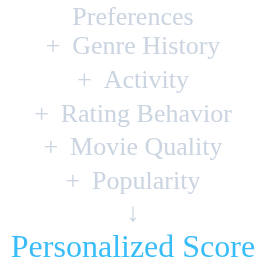 Preferences
+ Genre History
+ Activity
+ Rating Behavior
+ Movie Quality
+ Popularity
↓
Personalized Score